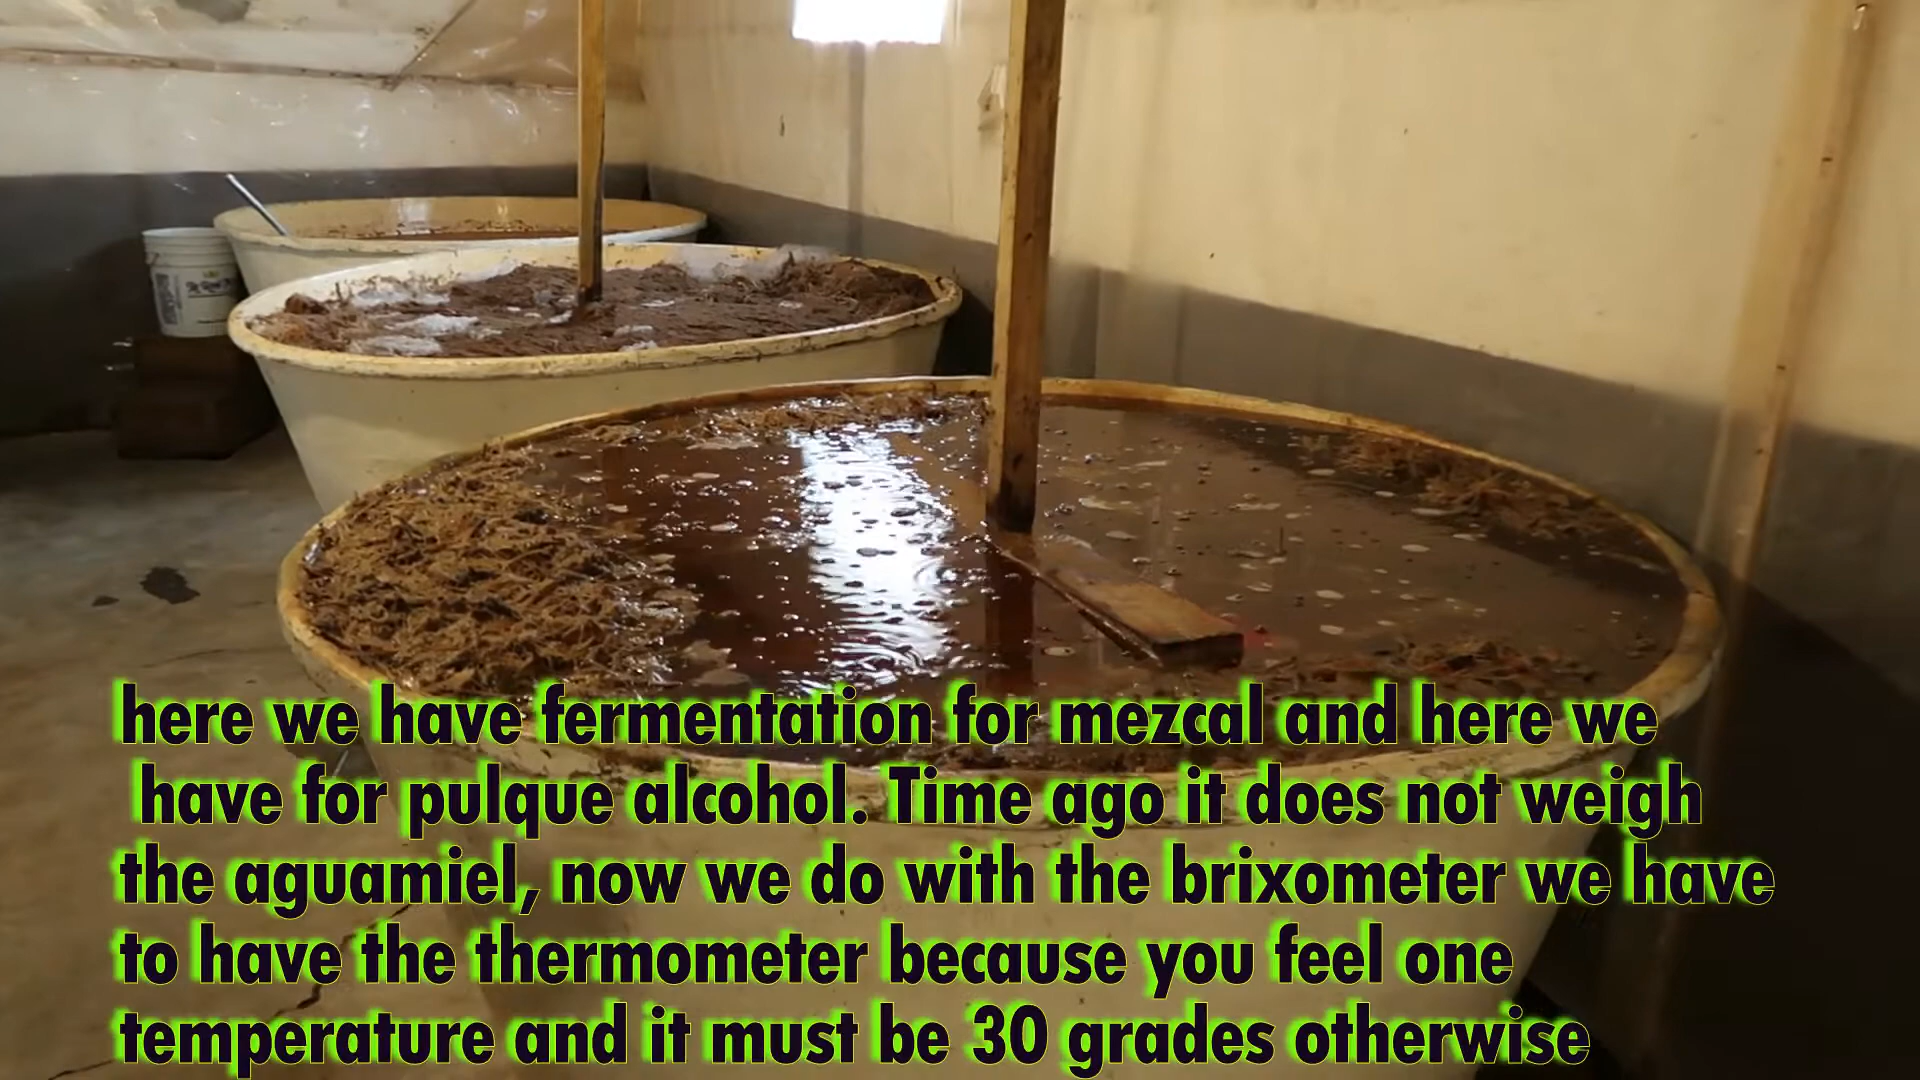 here we have fermentation for mezcal and here we
have for pulque alcohol. Time ago it does not weigh
the aguamiel, now we do with the brixometer we have
to have the thermometer because you feel one
temperature and it must be 30 grades otherwise